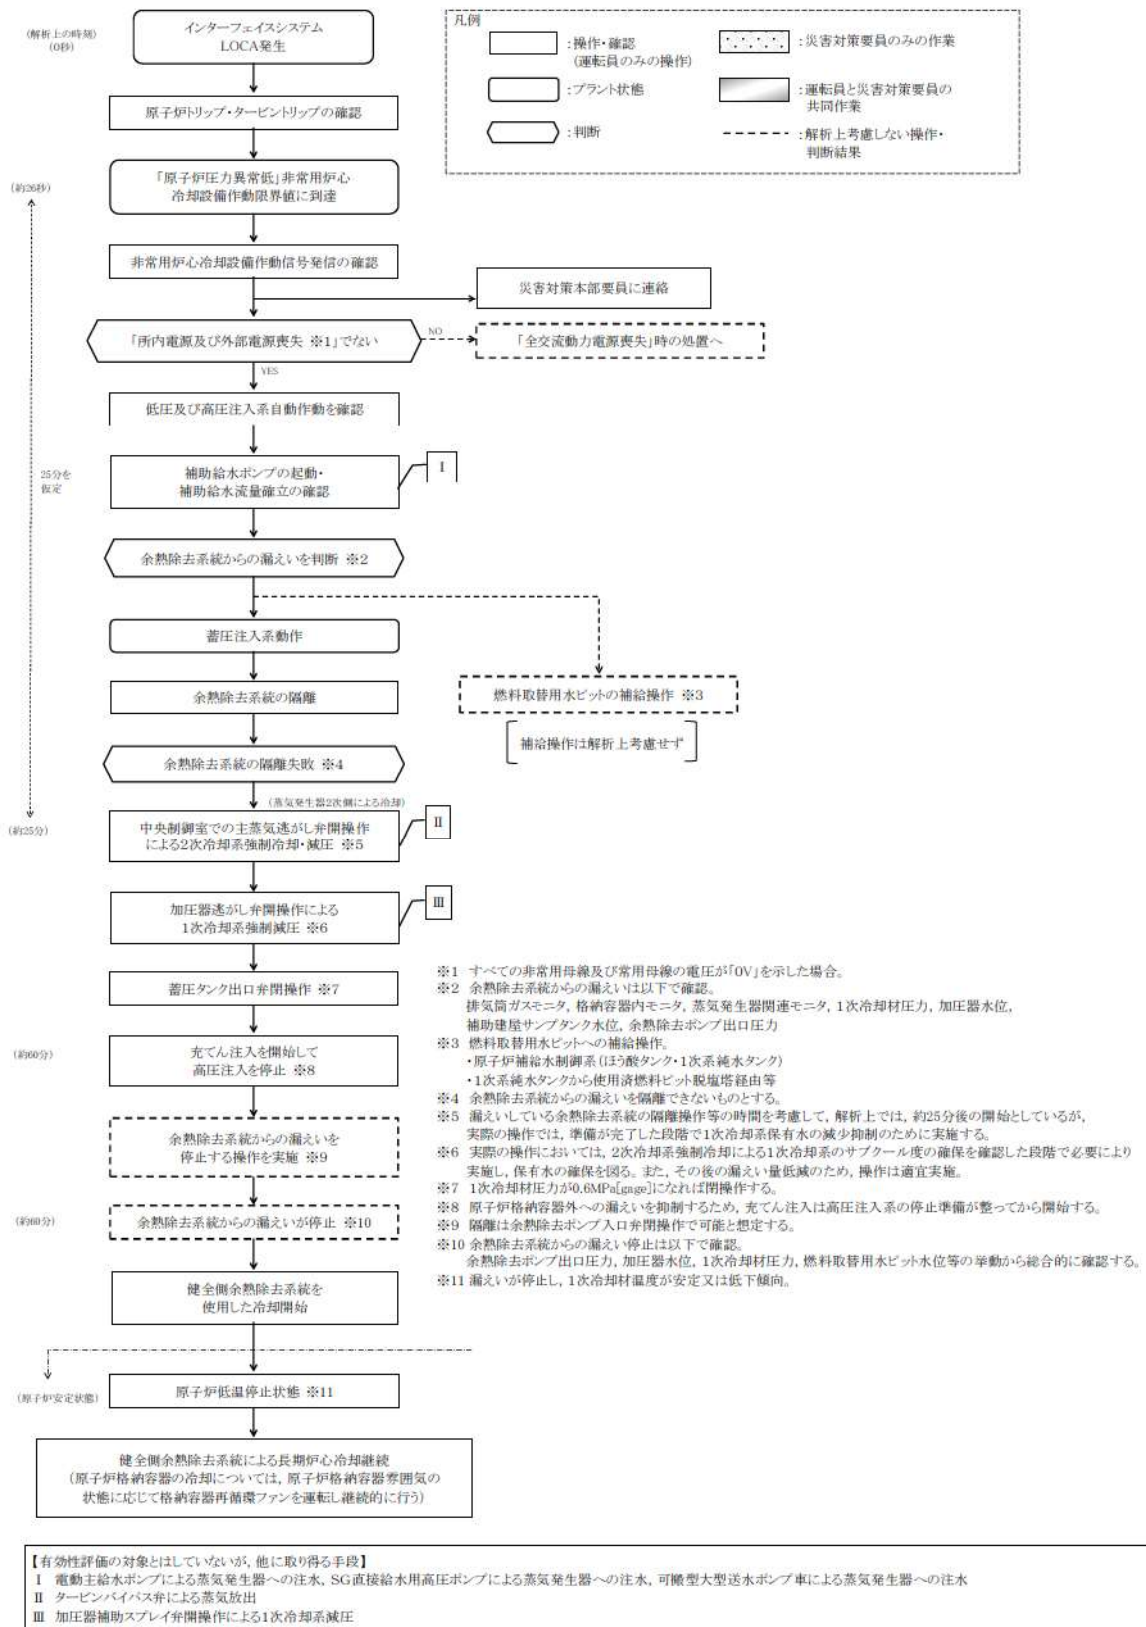 インターフェイスシステム
LOCA発生
(解析上の時刻)
(0秒)
凡例
:操作・確認
(運転員のみの操作)
:災害対策要員のみの作業
:プラント状態
:運転員と災害対策要員の
共同作業
:判断
:解析上考慮しない操作・
判断結果
原子炉トリップ・タービントリップの確認
(約26秒)
「原子炉圧力異常低」非常用炉心
冷却設備作動限界値に到達
非常用炉心冷却設備作動信号発信の確認
災害対策本部要員に連絡
「所内電源及び外部電源喪失 ※1」でない
NO
「全交流動力電源喪失」時の処置へ
YES
低圧及び高圧注入系自動作動を確認
25分を
仮定
補助給水ポンプの起動・
補助給水流量確立の確認
Ⅰ
余熱除去系統からの漏えいを判断 ※2
蓄圧注入系動作
余熱除去系統の隔離
燃料取替用水ピットの補給操作 ※3
補給操作は解析上考慮せず
余熱除去系統の隔離失敗 ※4
(蒸気発生器2次側による冷却)
(約25分)
中央制御室での主蒸気逃がし弁開操作
による2次冷却系強制冷却・減圧 ※5
Ⅱ
加圧器逃がし弁開操作による
1次冷却系強制減圧 ※6
Ⅲ
蓄圧タンク出口弁閉操作 ※7
(約60分)
充てん注入を開始して
高圧注入を停止 ※8
余熱除去系統からの漏えいを
停止する操作を実施 ※9
(約60分)
余熱除去系統からの漏えいが停止 ※10
健全側余熱除去系統を
使用した冷却開始
(原子炉安定状態)
原子炉低温停止状態 ※11
健全側余熱除去系統による長期炉心冷却継続
(原子炉格納容器の冷却については, 原子炉格納容器雰囲気の
状態に応じて格納容器再循環ファンを運転し継続的に行う)
※1 すべての非常用母線及び常用母線の電圧が「0V」を示した場合。
※2 余熱除去系統からの漏えいは以下で確認。
排気筒ガスモニタ, 格納容器内モニタ, 蒸気発生器関連モニタ, 1次冷却材圧力, 加圧器水位,
補助建屋サンプタンク水位, 余熱除去ポンプ出口圧力
※3 燃料取替用水ピットへの補給操作。
・原子炉補給水制御系(ほう酸タンク・1次系純水タンク)
・1次系純水タンクから使用済燃料ピット脱塩塔経由等
※4 余熱除去系統からの漏えいを隔離できないものとする。
※5 漏えいしている余熱除去系統の隔離操作等の時間を考慮して, 解析上では, 約25分後の開始としているが,
実際の操作では, 準備が完了した段階で1次冷却系保有水の減少抑制のために実施する。
※6 実際の操作においては, 2次冷却系強制冷却による1次冷却系のサブクール度の確保を確認した段階で必要により
実施し, 保有水の確保を図る。また, その後の漏えい量低減のため, 操作は適宜実施。
※7 1次冷却材圧力が0.6MPa[gage]になれば閉操作する。
※8 原子炉格納容器外への漏えいを抑制するため, 充てん注入は高圧注入系の停止準備が整ってから開始する。
※9 隔離は余熱除去ポンプ入口弁閉操作で可能と想定する。
※10 余熱除去系統からの漏えい停止は以下で確認。
余熱除去ポンプ出口圧力, 加圧器水位, 1次冷却材圧力, 燃料取替用水ピット水位等の挙動から総合的に確認する。
※11 漏えいが停止し, 1次冷却材温度が安定又は低下傾向。
【有効性評価の対象とはしていないが, 他に取り得る手段】
Ⅰ 電動主給水ポンプによる蒸気発生器への注水, SG直接給水用高圧ポンプによる蒸気発生器への注水, 可搬型大型送水ポンプ車による蒸気発生器への注水
Ⅱ タービンバイパス弁による蒸気放出
Ⅲ 加圧器補助スプレイ弁開操作による1次冷却系減圧